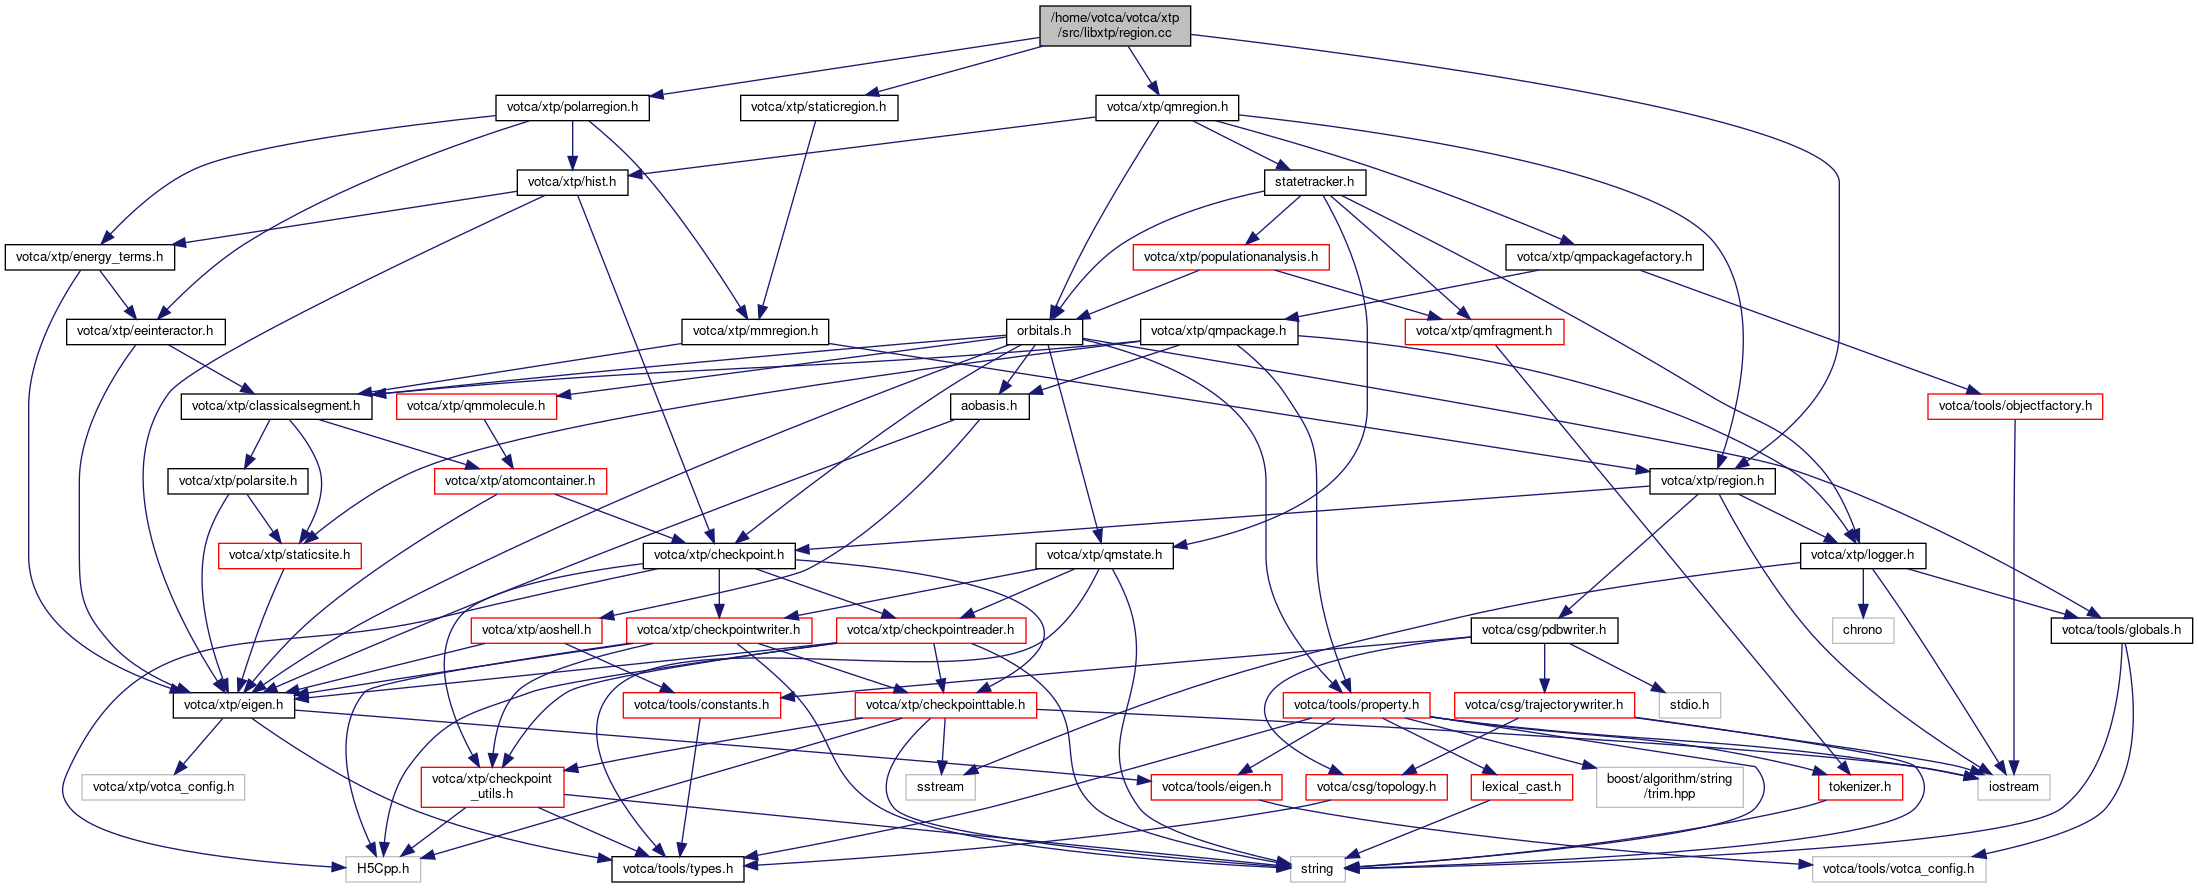 /home/votca/votca/xtp
/src/libxtp/region.cc
votca/xtp/polarregion.h
votca/xtp/staticregion.h
votca/xtp/qmregion.h
votca/xtp/hist.h
statetracker.h
votca/xtp/energy_terms.h
votca/xtp/populationanalysis.h
votca/xtp/qmpackagefactory.h
votca/xtp/eeinteractor.h
votca/xtp/mmregion.h
orbitals.h
votca/xtp/qmpackage.h
votca/xtp/qmfragment.h
votca/xtp/classicalsegment.h
votca/xtp/qmmolecule.h
aobasis.h
votca/tools/objectfactory.h
votca/xtp/polarsite.h
votca/xtp/atomcontainer.h
votca/xtp/region.h
votca/xtp/staticsite.h
votca/xtp/checkpoint.h
votca/xtp/qmstate.h
votca/xtp/logger.h
votca/xtp/aoshell.h
votca/xtp/checkpointwriter.h
votca/xtp/checkpointreader.h
votca/csg/pdbwriter.h
chrono
votca/tools/globals.h
votca/xtp/eigen.h
votca/tools/constants.h
votca/xtp/checkpointtable.h
votca/tools/property.h
votca/csg/trajectorywriter.h
stdio.h
votca/xtp/votca_config.h
votca/xtp/checkpoint
_utils.h
sstream
votca/tools/eigen.h
votca/csg/topology.h
lexical_cast.h
boost/algorithm/string
/trim.hpp
tokenizer.h
iostream
H5Cpp.h
votca/tools/types.h
string
votca/tools/votca_config.h